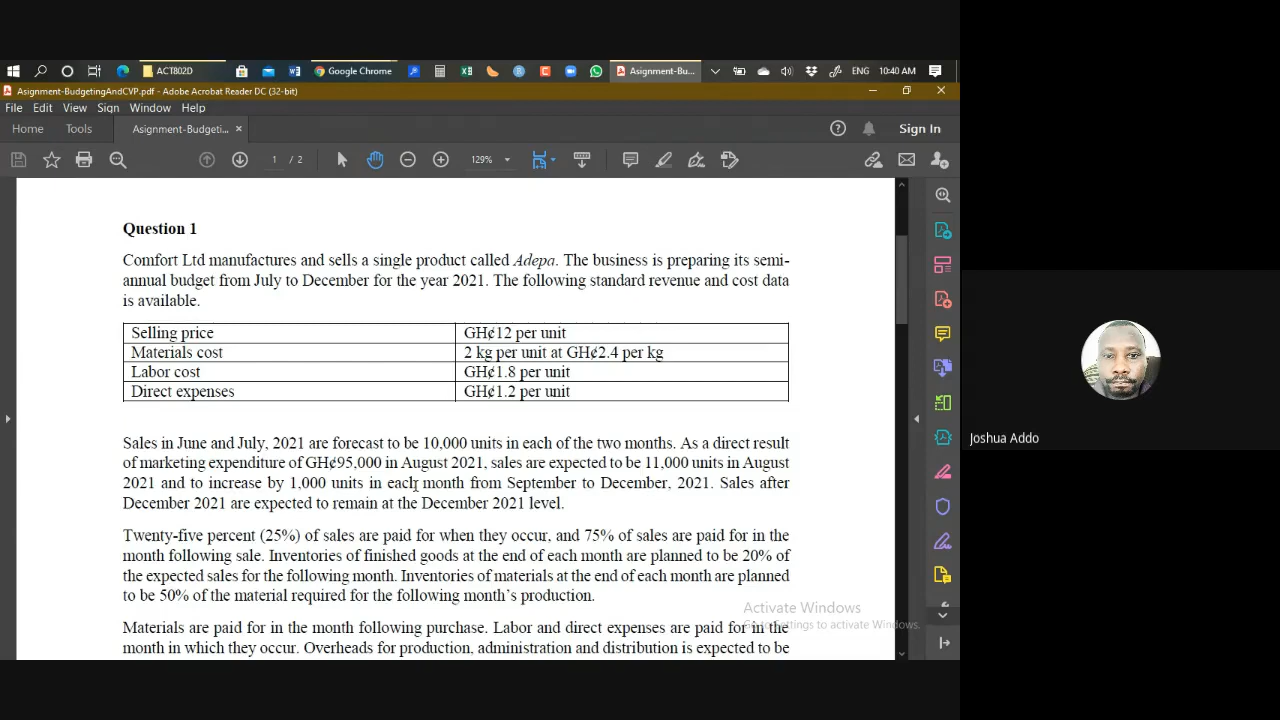 ACT802D
Google Chrome
Asignment-Bu...
ENG
10:40 AM
Asignment-BudgetingAndCVP.pdf - Adobe Acrobat Reader DC (32-bit)
File Edit View Sign Window Help
Home Tools Asignment-Budgeti... × Sign In
1 / 2 129%
Question 1
Comfort Ltd manufactures and sells a single product called Adepa. The business is preparing its semi-
annual budget from July to December for the year 2021. The following standard revenue and cost data
is available.
Selling price GH₵12 per unit
Materials cost 2 kg per unit at GH₵2.4 per kg
Labor cost GH₵1.8 per unit
Direct expenses GH₵1.2 per unit
Sales in June and July, 2021 are forecast to be 10,000 units in each of the two months. As a direct result
of marketing expenditure of GH₵95,000 in August 2021, sales are expected to be 11,000 units in August
2021 and to increase by 1,000 units in each month from September to December, 2021. Sales after
December 2021 are expected to remain at the December 2021 level.
Twenty-five percent (25%) of sales are paid for when they occur, and 75% of sales are paid for in the
month following sale. Inventories of finished goods at the end of each month are planned to be 20% of
the expected sales for the following month. Inventories of materials at the end of each month are planned
to be 50% of the material required for the following month's production.
Materials are paid for in the month following purchase. Labor and direct expenses are paid for in the
month in which they occur. Overheads for production, administration and distribution is expected to be
Activate Windows
Go to Settings to activate Windows.
Joshua Addo